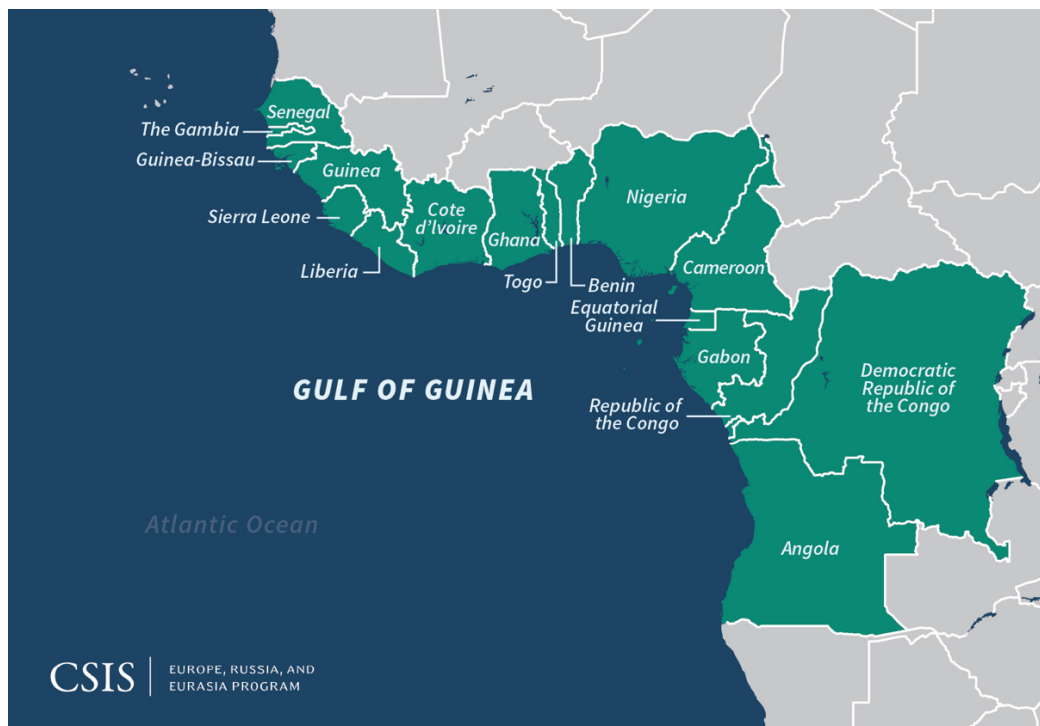 Senegal
The Gambia
Guinea-Bissau
Guinea
Sierra Leone
Cote
d'Ivoire
Liberia
Ghana
Togo
Benin
Nigeria
Cameroon
Equatorial
Guinea
Gabon
GULF OF GUINEA
Republic of
the Congo
Democratic
Republic of
the Congo
Atlantic Ocean
Angola
CSIS
EUROPE, RUSSIA, AND
EURASIA PROGRAM